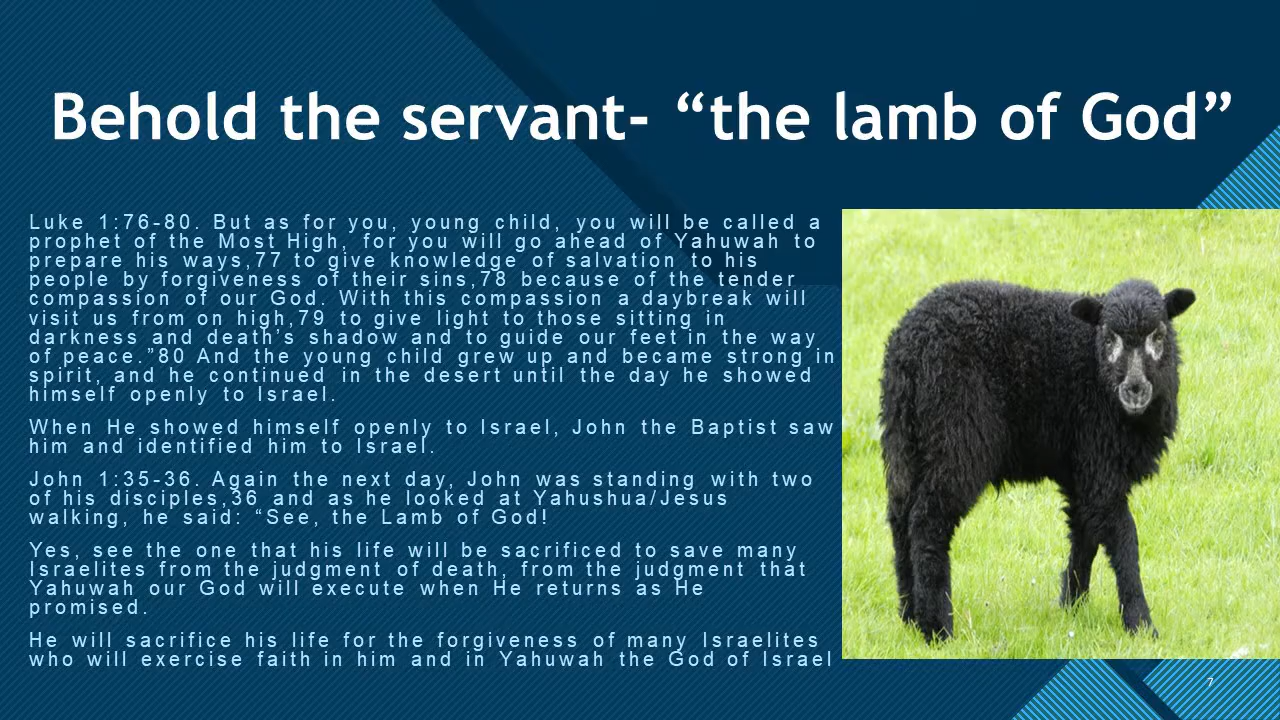 Behold the servant- “the lamb of God”
Luke 1:76-80. But as for you, young child, you will be called a
prophet of the Most High, for you will go ahead of Yahuwah to
prepare his ways,77 to give knowledge of salvation to his
people by forgiveness of their sins,78 because of the tender
compassion of our God. With this compassion a daybreak will
visit us from on high,79 to give light to those sitting in
darkness and death’s shadow and to guide our feet in the way
of peace.”80 And the young child grew up and became strong in
spirit, and he continued in the desert until the day he showed
himself openly to Israel.
When He showed himself openly to Israel, John the Baptist saw
him and identified him to Israel.
John 1:35-36. Again the next day, John was standing with two
of his disciples,36 and as he looked at Yahushua/Jesus
walking, he said: “See, the Lamb of God!
Yes, see the one that his life will be sacrificed to save many
Israelites from the judgment of death, from the judgment that
Yahuwah our God will execute when He returns as He
promised.
He will sacrifice his life for the forgiveness of many Israelites
who will exercise faith in him and in Yahuwah the God of Israel
7